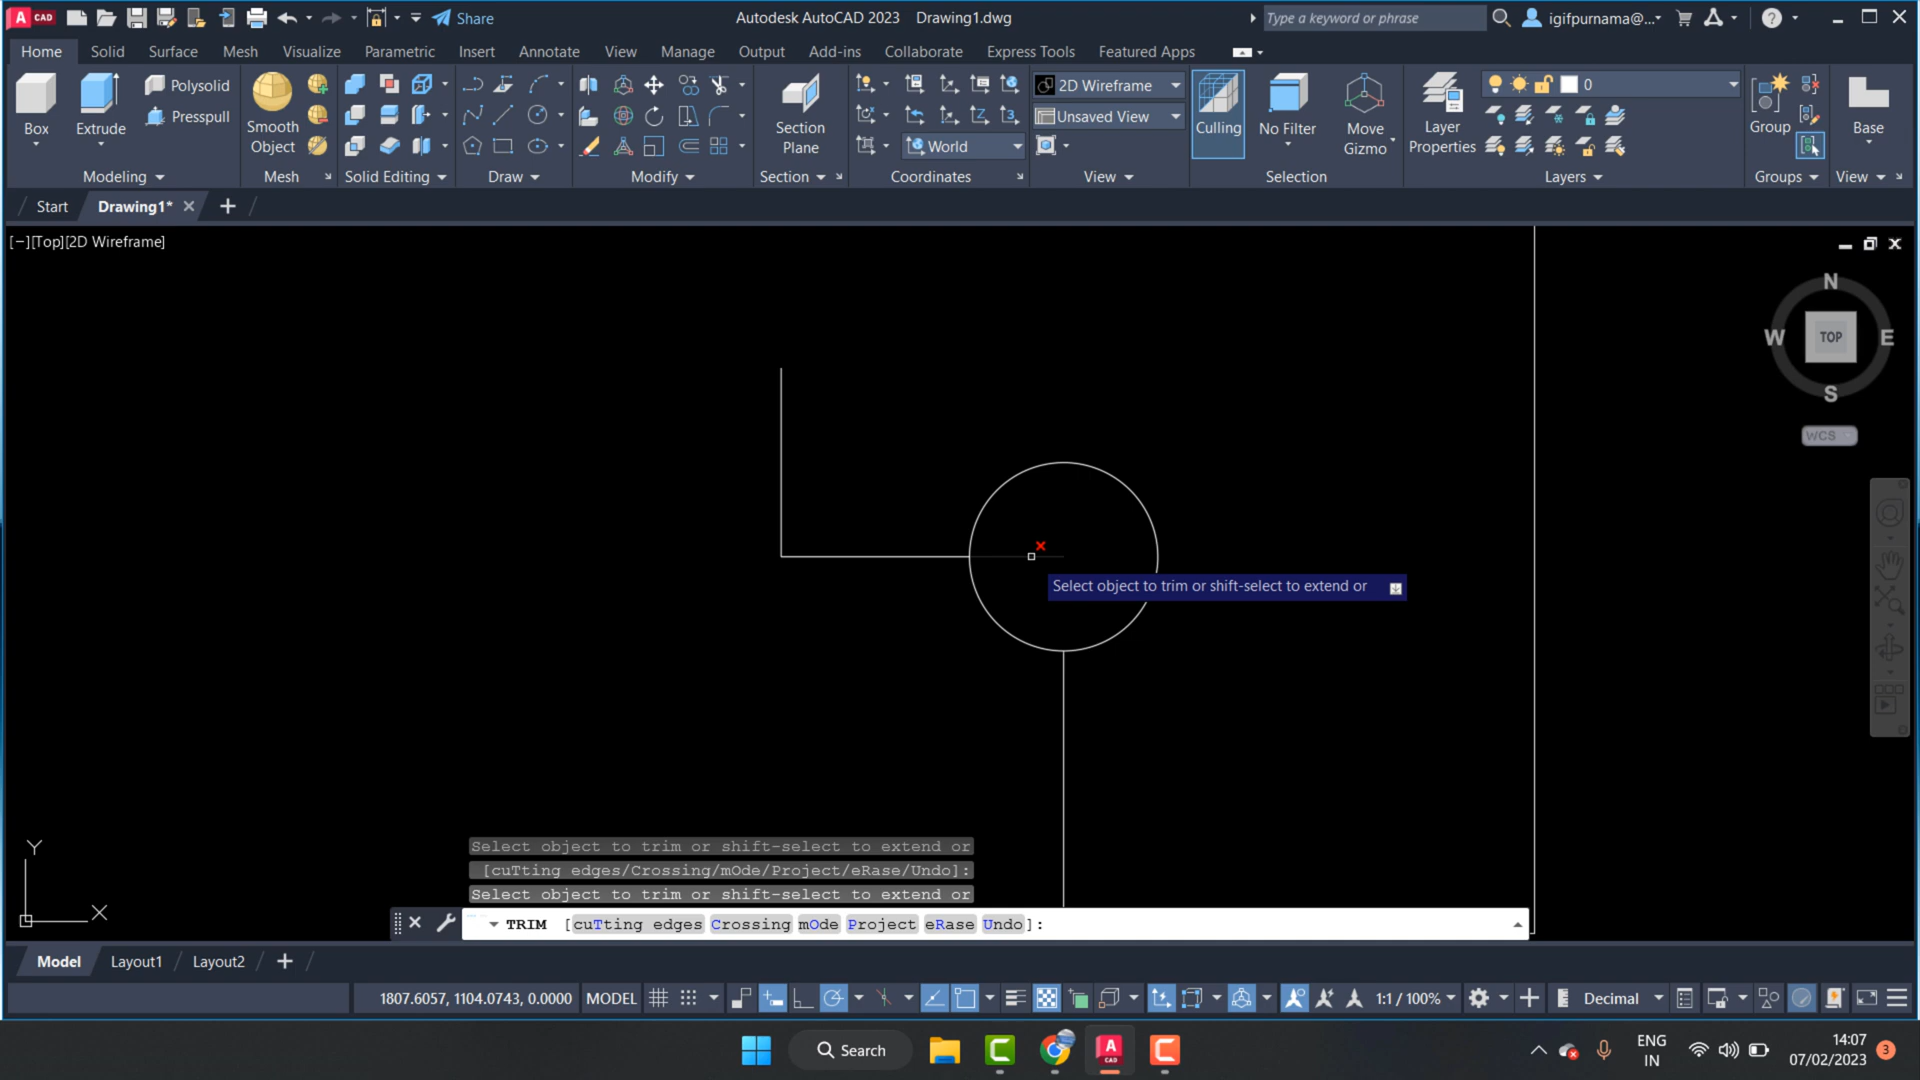 A CAD
Share
Autodesk AutoCAD 2023 Drawing1.dwg
Type a keyword or phrase
igifpurnama@...
Home Solid Surface Mesh Visualize Parametric Insert Annotate View Manage Output Add-ins Collaborate Express Tools Featured Apps
Box
Extrude
Polysolid
Presspull
Modeling
Smooth
Object
Mesh
Solid Editing
Draw
Modify
Section
Plane
Section
World
Coordinates
2D Wireframe
Unsaved View
View
Culling
No Filter
Move
Gizmo
Selection
Layer
Properties
0
Layers
Group
Groups
Base
View
Start
Drawing1*
[−][Top][2D Wireframe]
N
W
TOP
E
S
WCS
Select object to trim or shift-select to extend or
Y
X
Select object to trim or shift-select to extend or
[cuTting edges/Crossing/mOde/Project/eRase/Undo]:
Select object to trim or shift-select to extend or
TRIM [cuTting edges Crossing mOde Project eRase Undo]:
Model Layout1 Layout2
1807.6057, 1104.0743, 0.0000 MODEL
1:1 / 100%
Decimal
Search
ENG
IN
14:07
07/02/2023
3